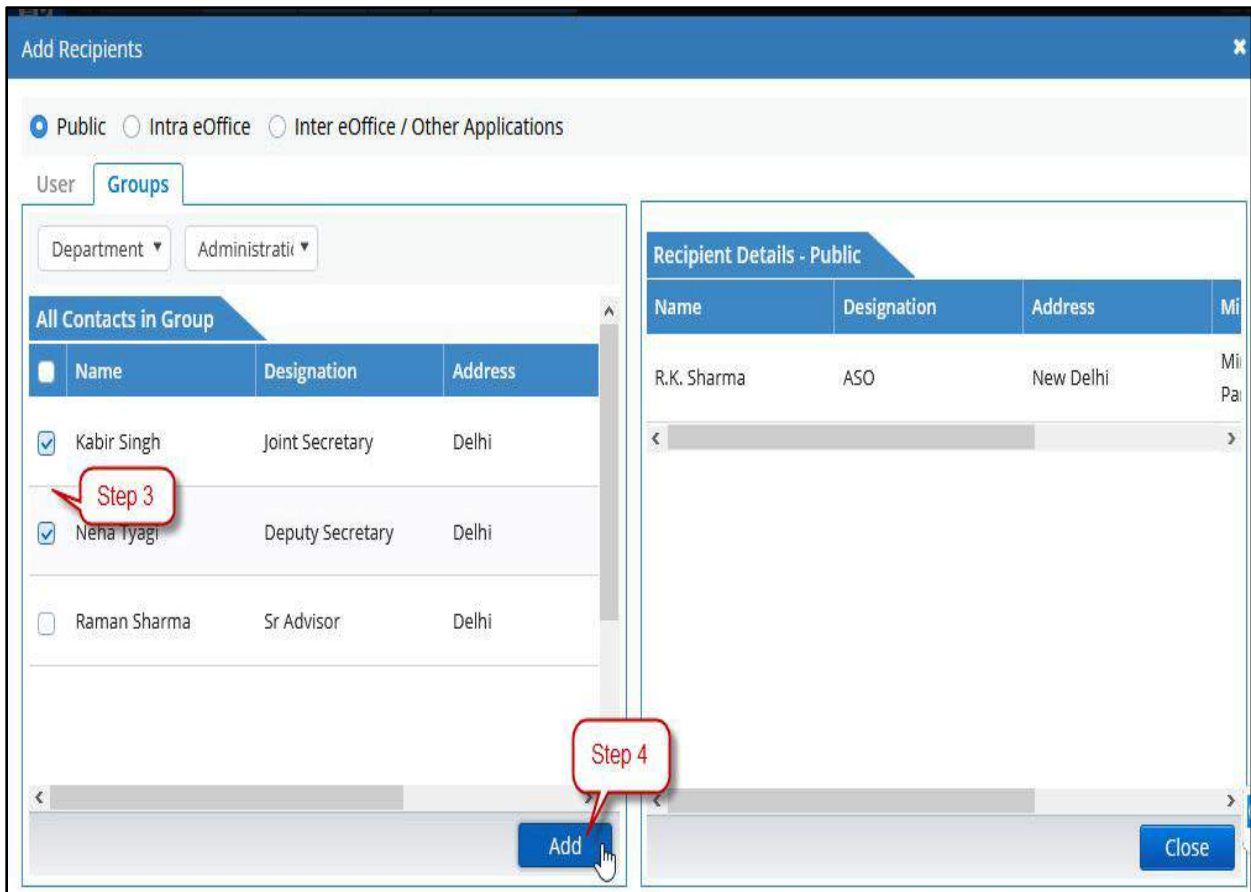 Add Recipients
Public Intra eOffice Inter eOffice / Other Applications
User Groups
Department Administratic
All Contacts in Group
Name Designation Address
Kabir Singh Joint Secretary Delhi
Step 3
Neha Tyagi Deputy Secretary Delhi
Raman Sharma Sr Advisor Delhi
Step 4
Add
Recipient Details - Public
Name Designation Address Mi
R.K. Sharma ASO New Delhi
Close